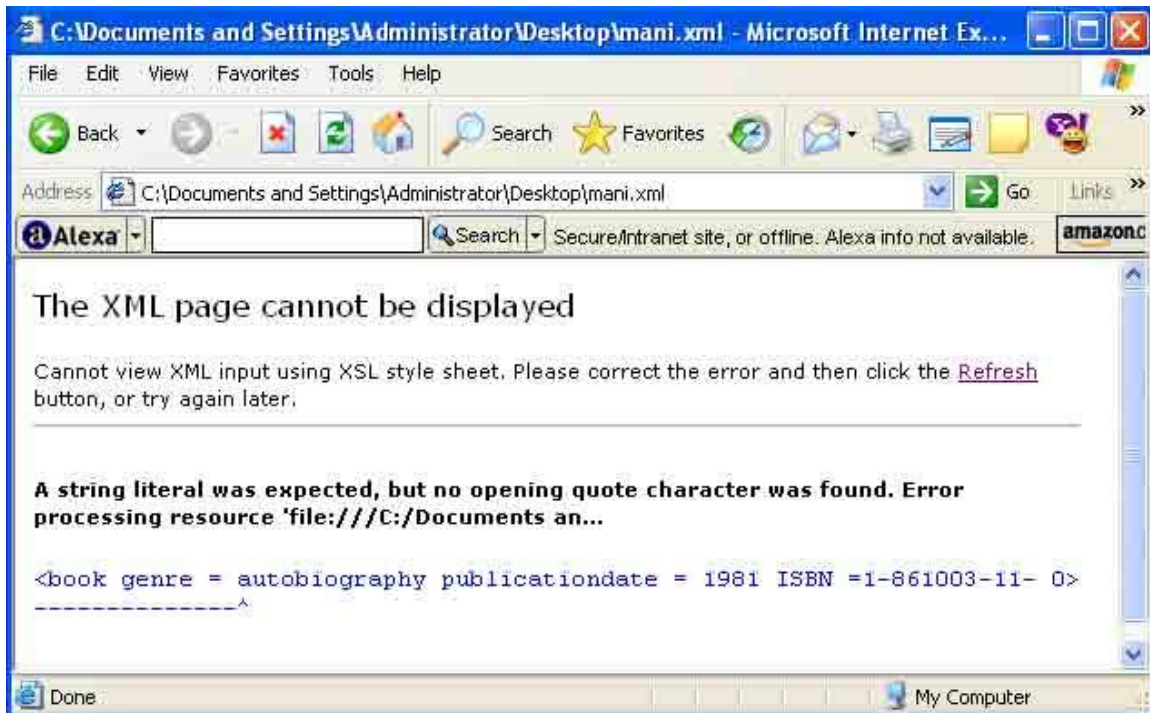 C:\Documents and Settings\Administrator\Desktop\mani.xml - Microsoft Internet Ex...
File Edit View Favorites Tools Help
Back Search Favorites »
Address C:\Documents and Settings\Administrator\Desktop\mani.xml Go Links »
Alexa Search Secure/Intranet site, or offline. Alexa info not available. amazon.c
The XML page cannot be displayed
Cannot view XML input using XSL style sheet. Please correct the error and then click the Refresh
button, or try again later.
A string literal was expected, but no opening quote character was found. Error
processing resource 'file:///C:/Documents an...
<book genre = autobiography publicationdate = 1981 ISBN =1-861003-11- 0>
--------------^
Done My Computer